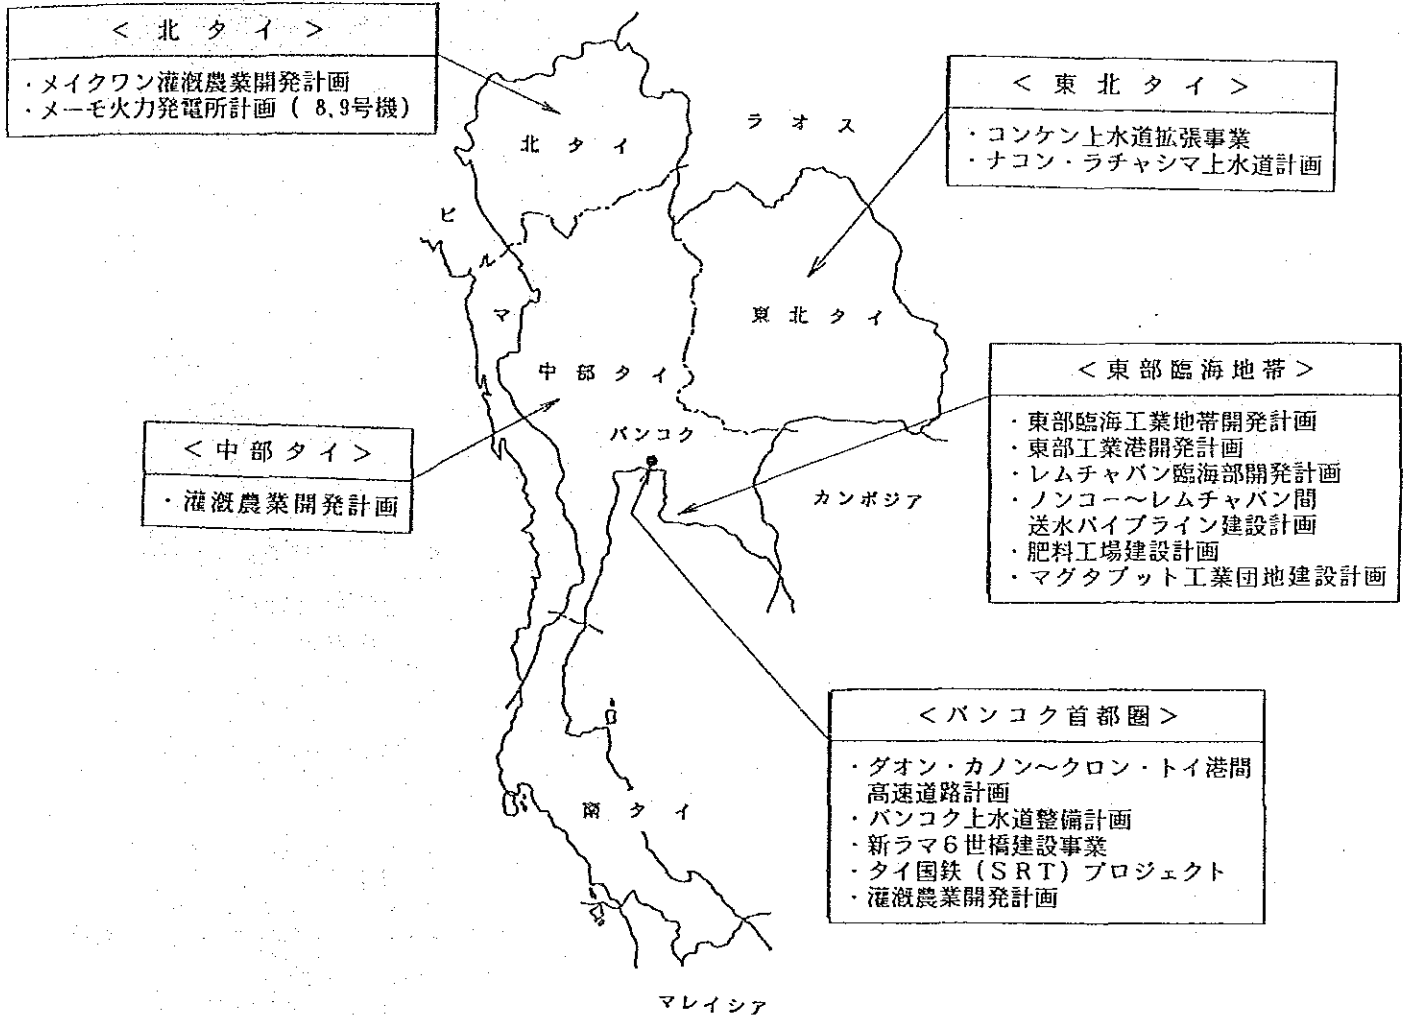 ＜北タイ＞
・メイクワン灌漑農業開発計画
・メーモ火力発電所計画（8,9号機）
＜東北タイ＞
・コンケン上水道拡張事業
・ナコン・ラチャシマ上水道計画
ラオス
北タイ
ビルマ
東北タイ
中部タイ
＜東部臨海地帯＞
・東部臨海工業地帯開発計画
・東部工業港開発計画
・レムチャバン臨海部開発計画
・ノンコー～レムチャバン間
送水パイプライン建設計画
・肥料工場建設計画
・マグタプット工業団地建設計画
＜中部タイ＞
・灌漑農業開発計画
バンコク
カンボジア
＜バンコク首都圏＞
・ダオン・カノン～クロン・トイ港間
高速道路計画
・バンコク上水道整備計画
・新ラマ６世橋建設事業
・タイ国鉄（ＳＲＴ）プロジェクト
・灌漑農業開発計画
南タイ
マレイシア